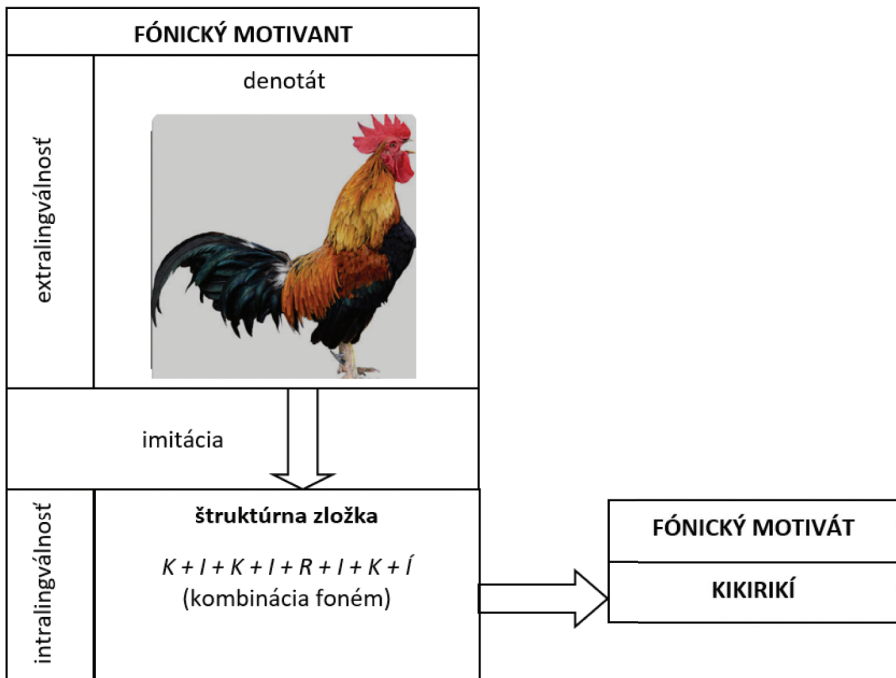 FÓNICKÝ MOTIVANT
extralingválnosť
denotát
imitácia
intralingválnosť
štruktúrna zložka
K + I + K + I + R + I + K + Í
(kombinácia foném)
FÓNICKÝ MOTIVÁT
KIKIRIKÍ